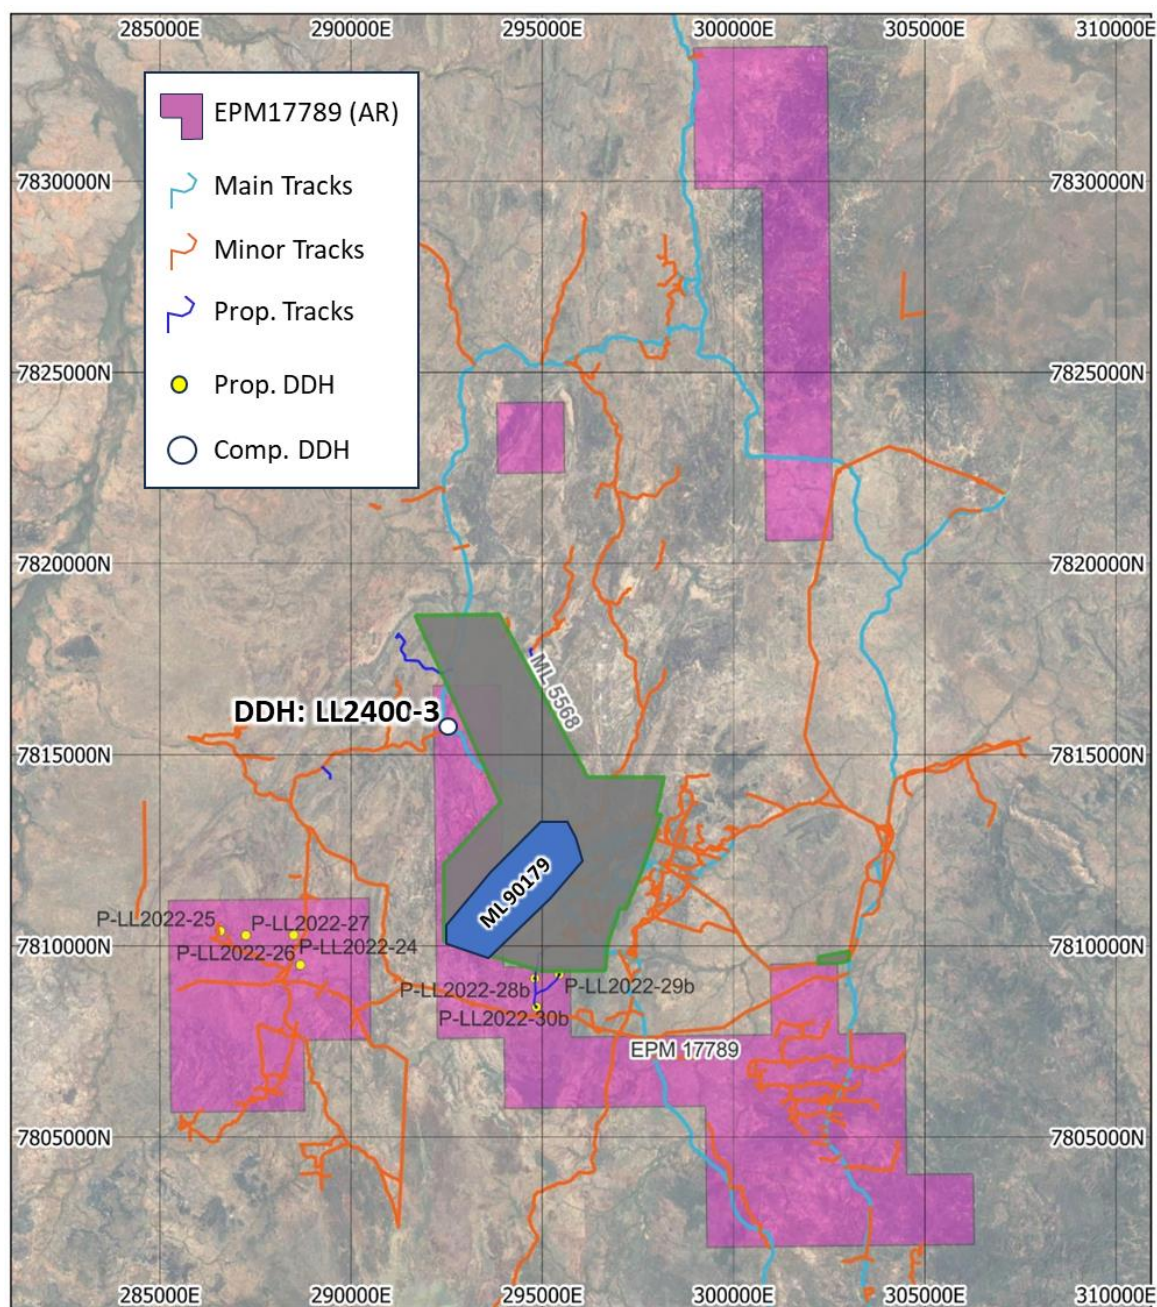 285000E 290000E 295000E 300000E 305000E 310000E
EPM17789 (AR)
Main Tracks
Minor Tracks
Prop. Tracks
Prop. DDH
Comp. DDH
7830000N 7830000N
7825000N 7825000N
7820000N 7820000N
ML 5568
DDH: LL2400-3
7815000N 7815000N
ML90179
P-LL2022-25 P-LL2022-27
7810000N P-LL2022-26 P-LL2022-24 7810000N
P-LL2022-28b P-LL2022-29b
P-LL2022-30b
EPM 17789
7805000N 7805000N
285000E 290000E 295000E 300000E 305000E 310000E